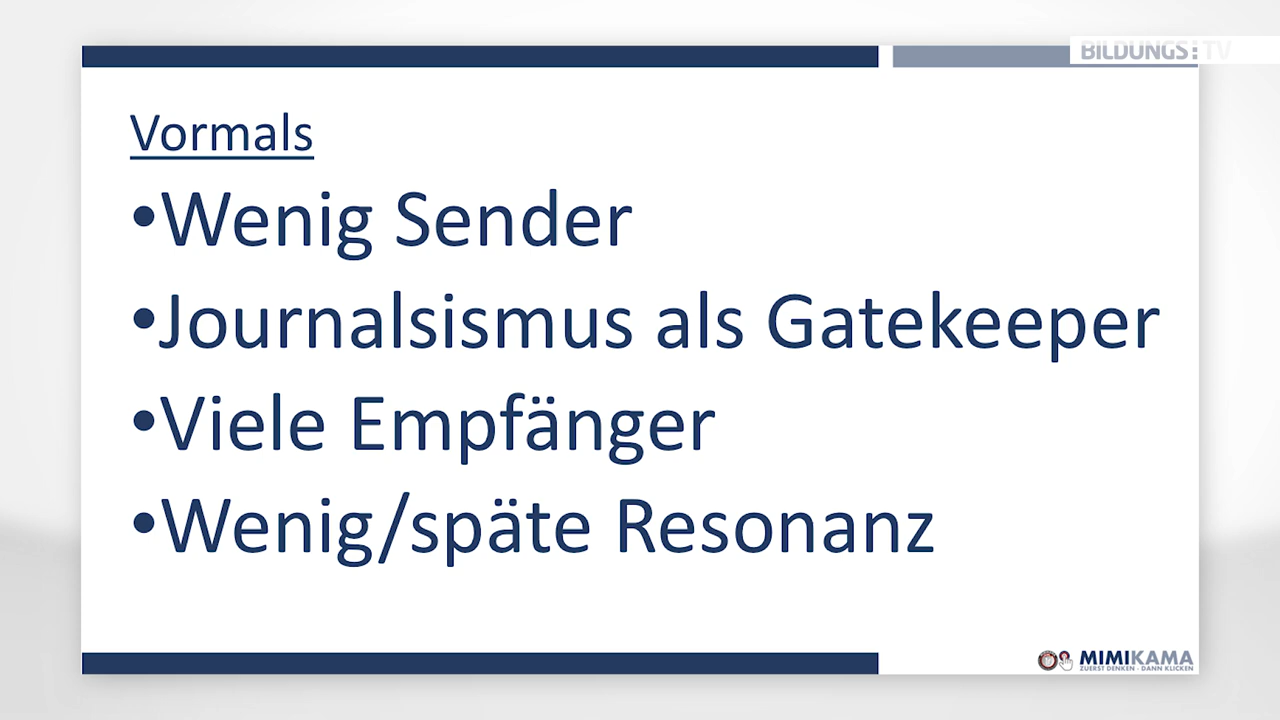 BILDUNGS:TV
Vormals
•Wenig Sender
•Journalsismus als Gatekeeper
•Viele Empfänger
•Wenig/späte Resonanz
MIMIKAMA
ZUERST DENKEN - DANN KLICKEN